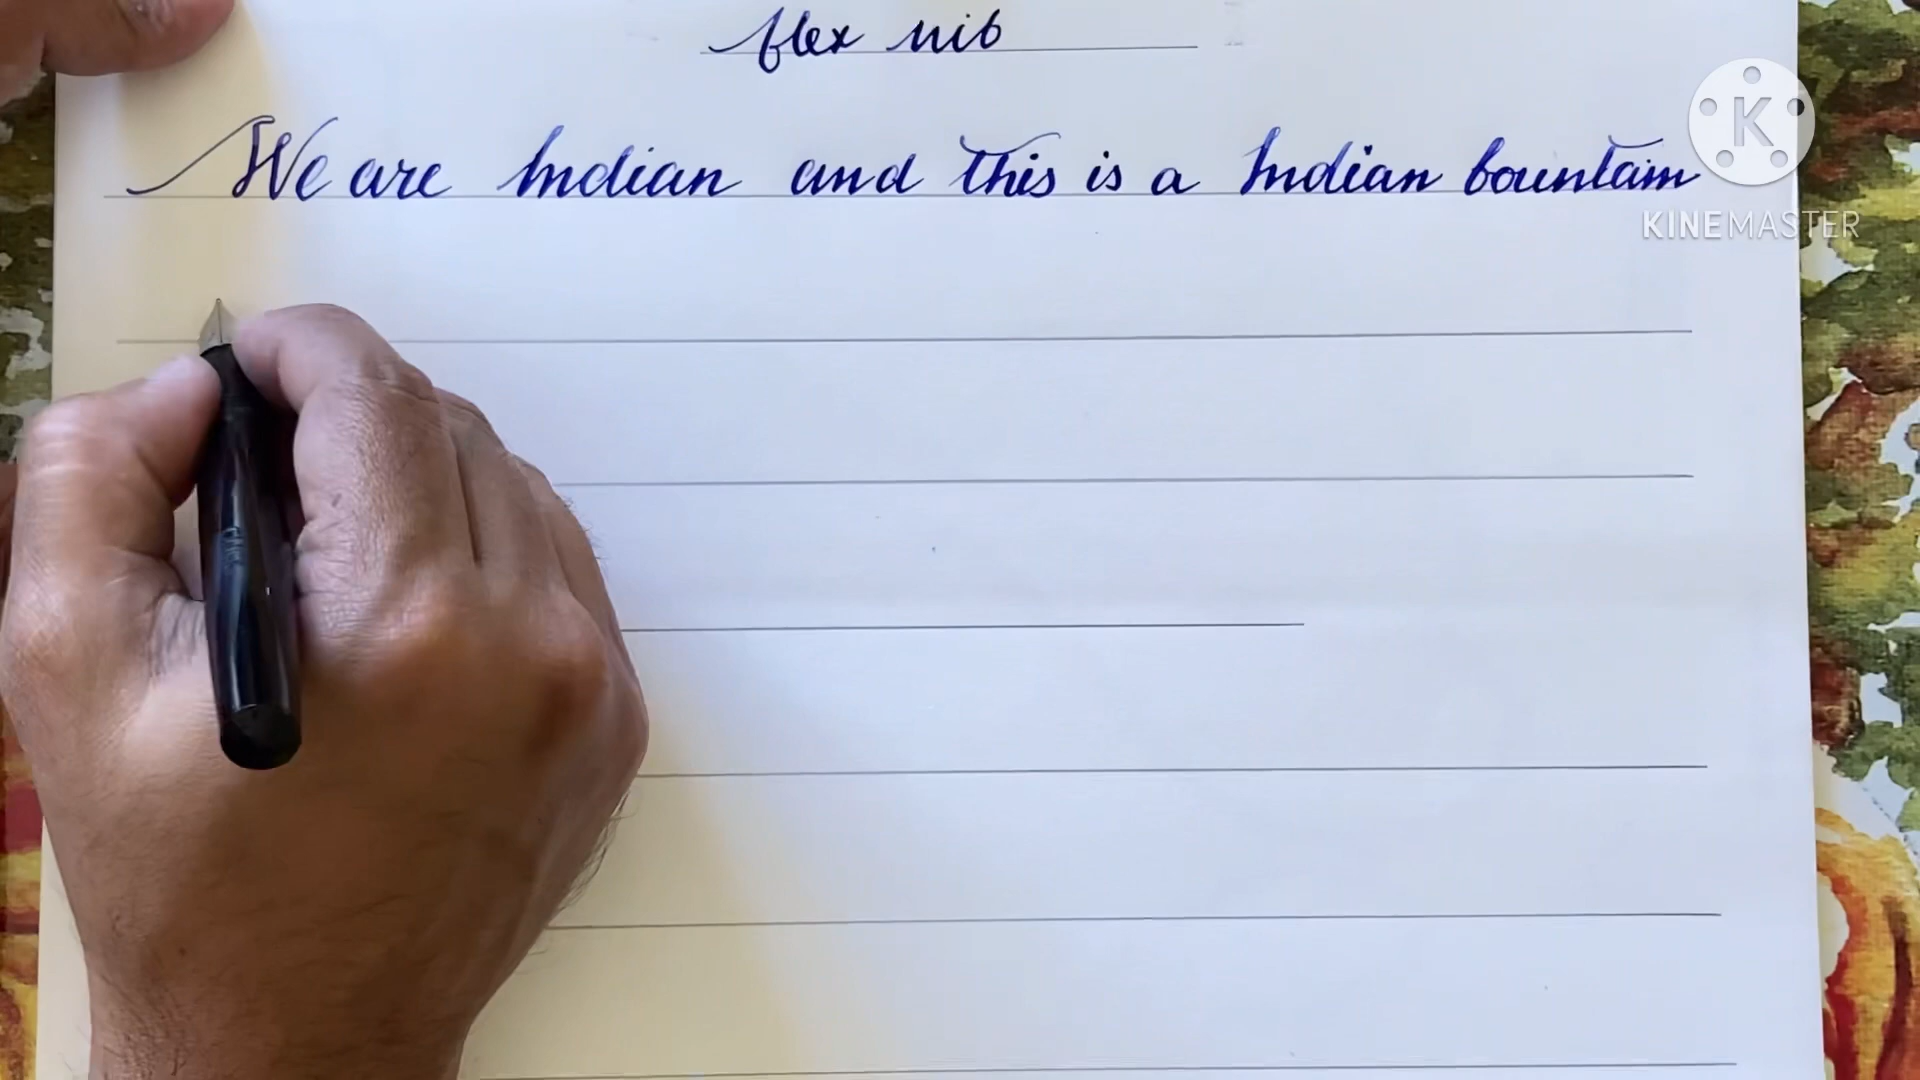 flex nib
We are Indian and this is a Indian fountain
K
KINEMASTER